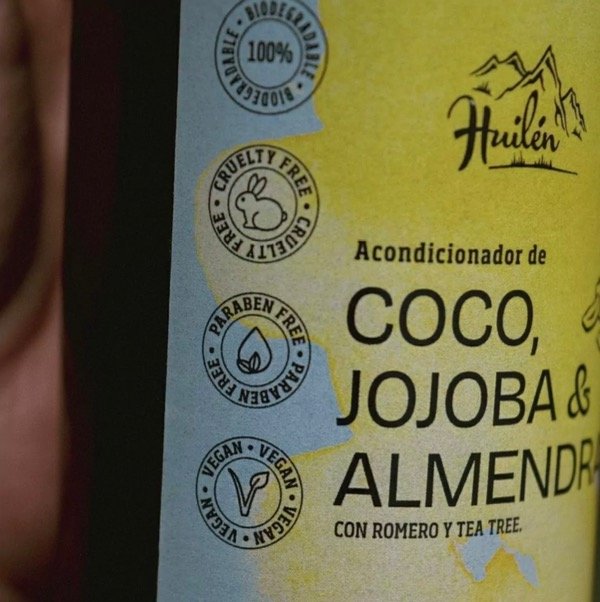 BIODEGRADABLE • BIODEGRADABLE •
100%
Huilén
CRUELTY FREE • CRUELTY FREE •
Acondicionador de
COCO,
PARABEN FREE • PARABEN FREE •
JOJOBA &
ALMENDRA
VEGAN • VEGAN • VEGAN • VEGAN •
CON ROMERO Y TEA TREE.